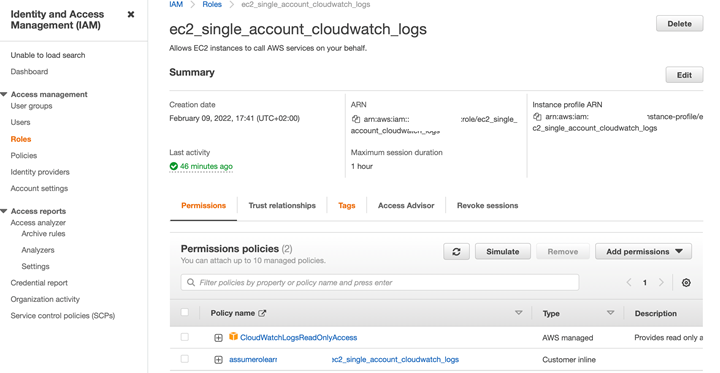 Identity and Access
Management (IAM)
Unable to load search
Dashboard
Access management
User groups
Users
Roles
Policies
Identity providers
Account settings
Access reports
Access analyzer
Archive rules
Analyzers
Settings
Credential report
Organization activity
Service control policies (SCPs)
IAM > Roles > ec2_single_account_cloudwatch_logs
ec2_single_account_cloudwatch_logs
Delete
Allows EC2 instances to call AWS services on your behalf.
Summary
Edit
Creation date
February 09, 2022, 17:41 (UTC+02:00)
Last activity
46 minutes ago
ARN
arn:aws:iam:: :role/ec2_single_
account_cloudwatch_logs
Maximum session duration
1 hour
Instance profile ARN
arn:aws:iam: instance-profile/e
c2_single_account_cloudwatch_logs
Permissions
Trust relationships
Tags
Access Advisor
Revoke sessions
Permissions policies (2)
You can attach up to 10 managed policies.
Simulate
Remove
Add permissions
Filter policies by property or policy name and press enter
1
Policy name
Type
Description
CloudWatchLogsReadOnlyAccess
AWS managed
Provides read only a
ec2_single_account_cloudwatch_logs
Customer inline